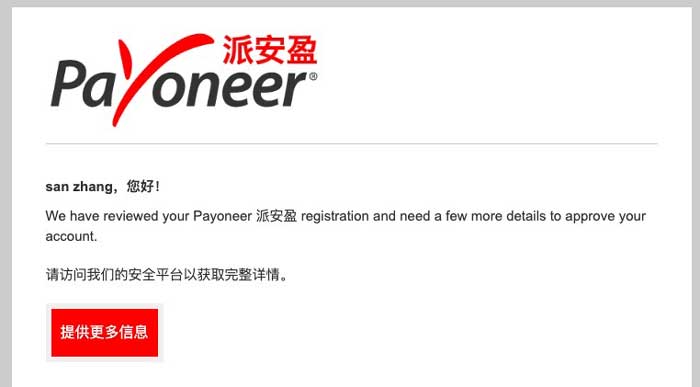 派安盈
Payoneer®
san zhang，您好！
We have reviewed your Payoneer 派安盈 registration and need a few more details to approve your
account.
请访问我们的安全平台以获取完整详情。
提供更多信息